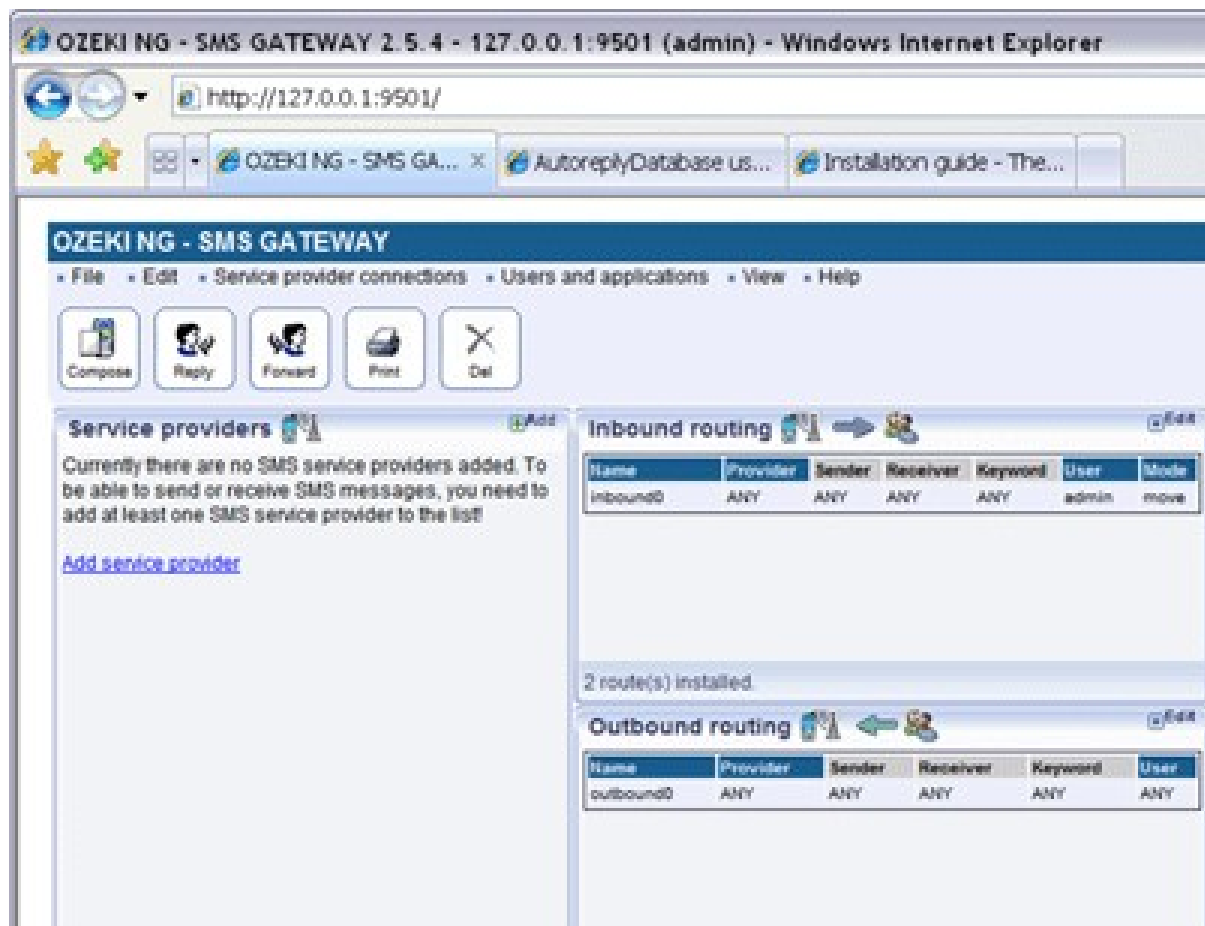 OZEKI NG - SMS GATEWAY 2.5.4 - 127.0.0.1:9501 (admin) - Windows Internet Explorer
http://127.0.0.1:9501/
OZEKI NG - SMS GA... AutoreplyDatabase us... Installation guide - The...
OZEKI NG - SMS GATEWAY
File Edit Service provider connections Users and applications View Help
Compose Reply Forward Print Del
Service providers Add
Currently there are no SMS service providers added. To
be able to send or receive SMS messages, you need to
add at least one SMS service provider to the list!
Add service provider
Inbound routing Edit
Name Provider Sender Receiver Keyword User Mode
inbound0 ANY ANY ANY ANY admin move
2 route(s) installed.
Outbound routing Edit
Name Provider Sender Receiver Keyword User
outbound0 ANY ANY ANY ANY ANY